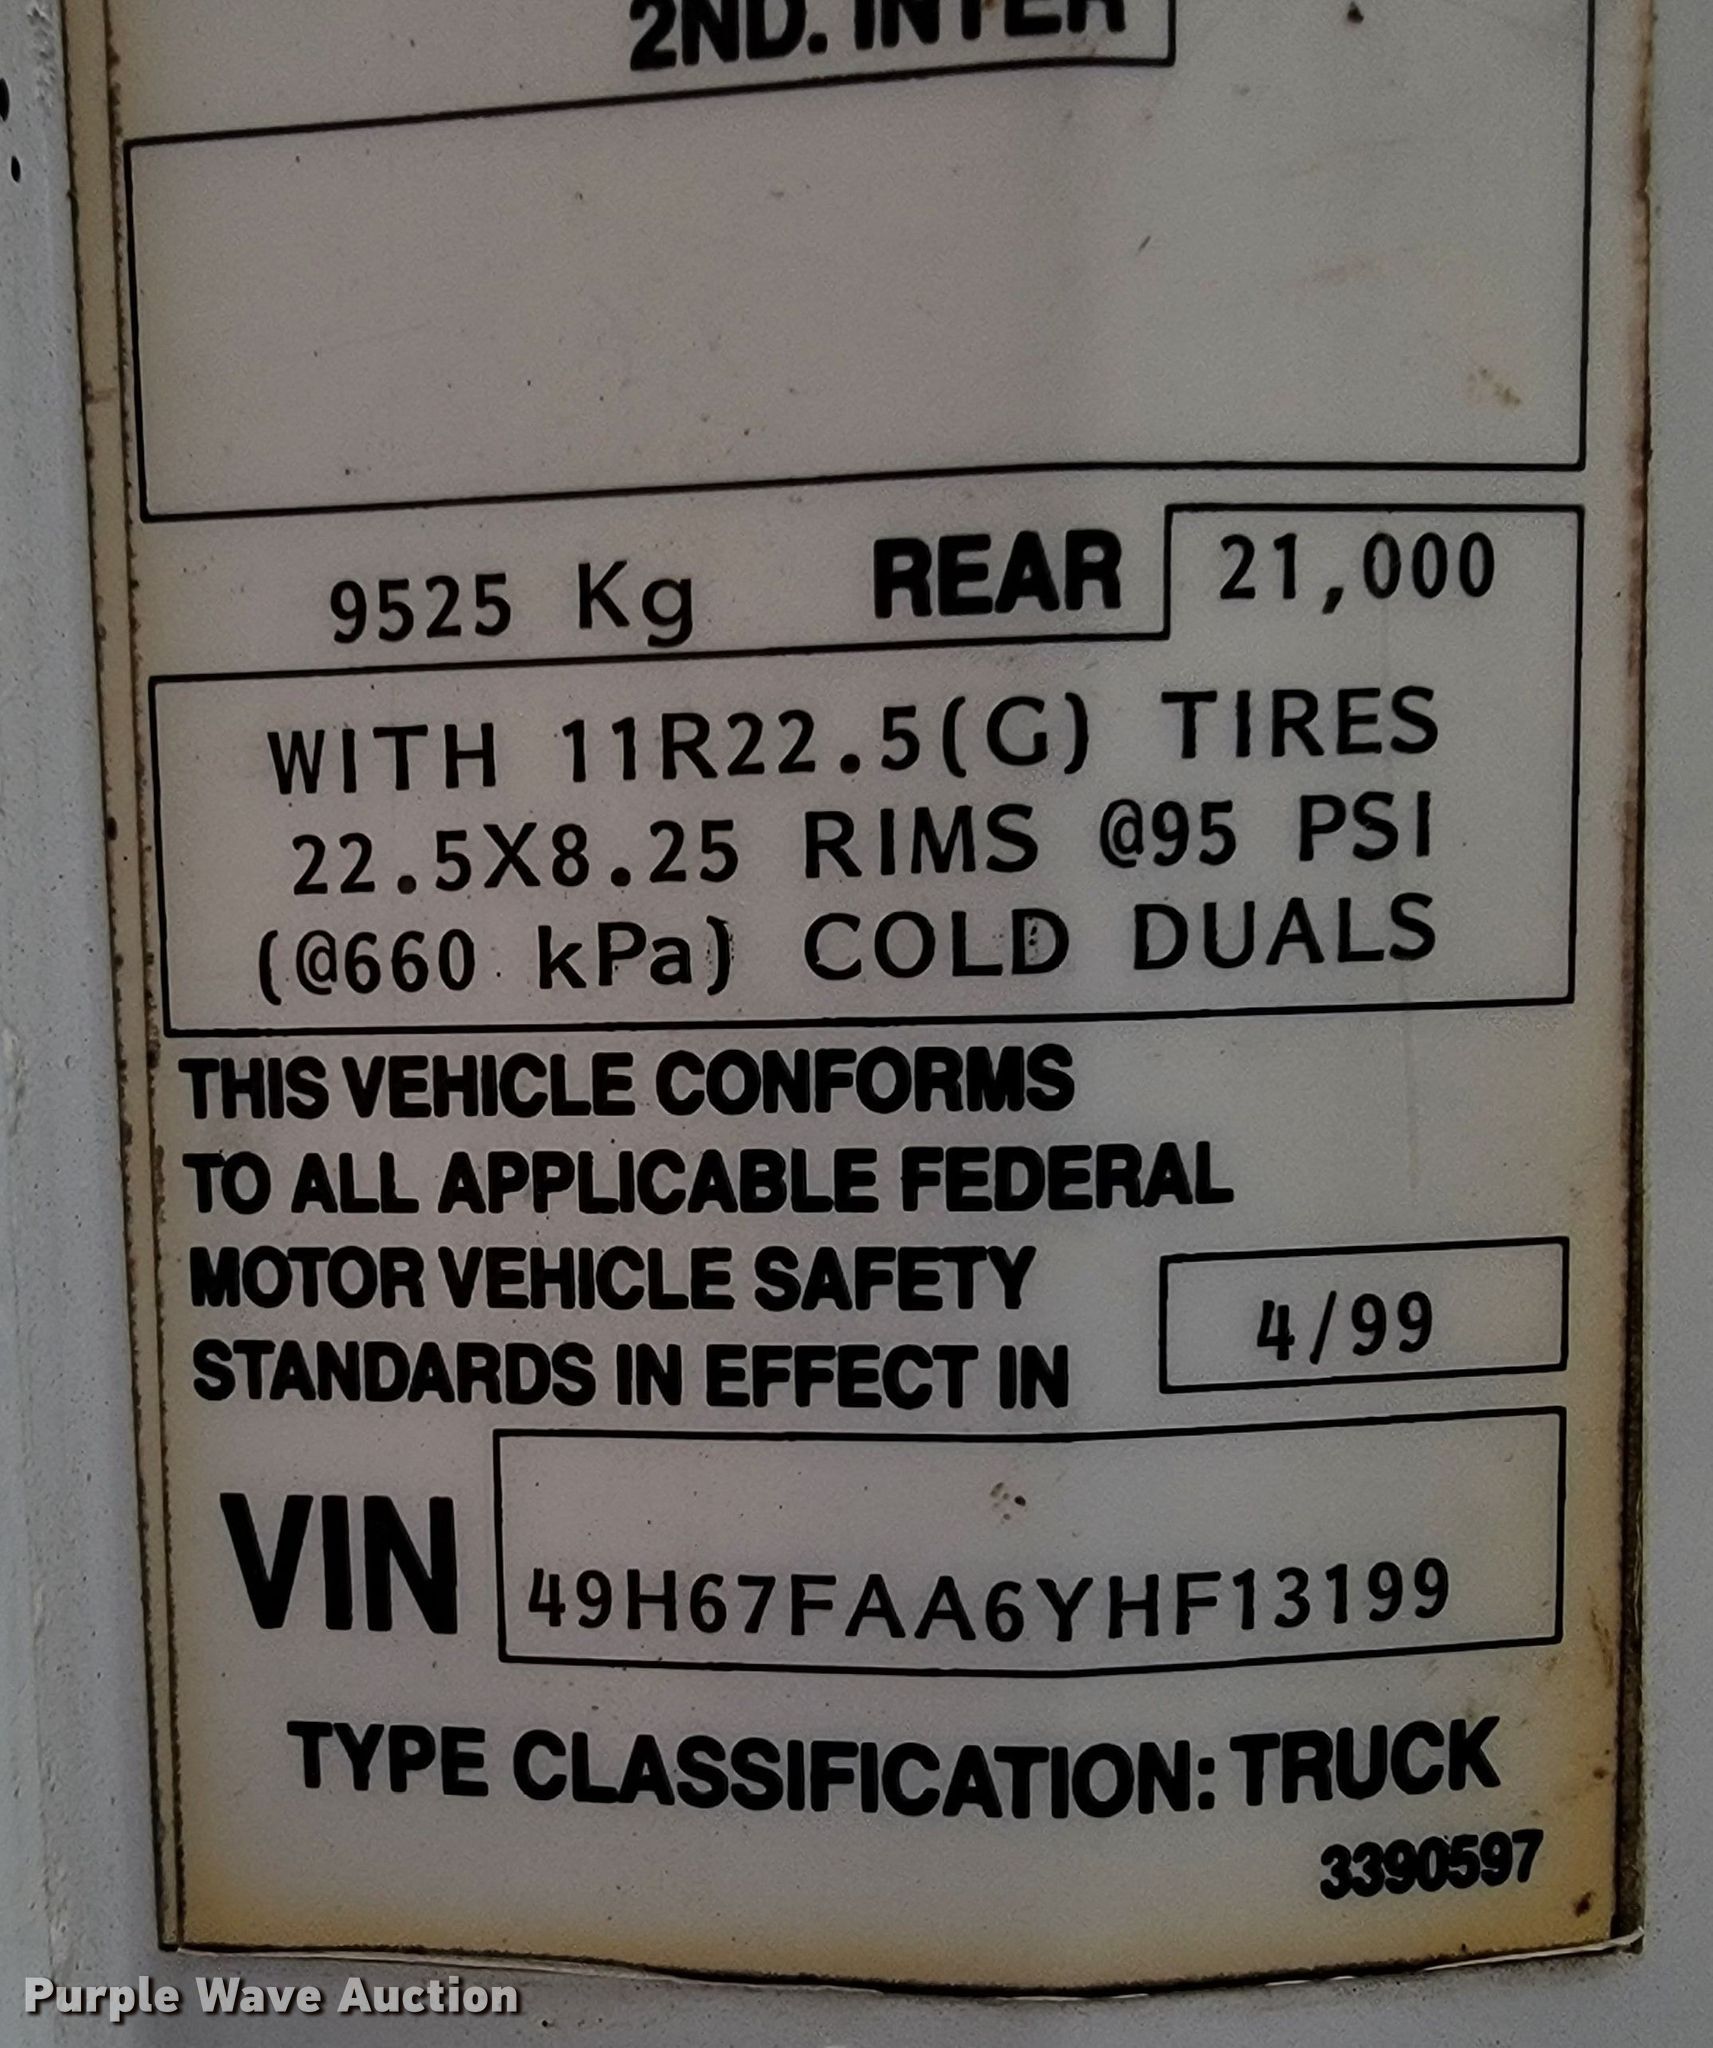 2ND. INTER
9525 Kg REAR 21,000
WITH 11R22.5(G) TIRES
22.5X8.25 RIMS @95 PSI
(@660 kPa) COLD DUALS
THIS VEHICLE CONFORMS
TO ALL APPLICABLE FEDERAL
MOTOR VEHICLE SAFETY
STANDARDS IN EFFECT IN 4/99
VIN 49H67FAA6YHF13199
TYPE CLASSIFICATION: TRUCK
3390597
Purple Wave Auction